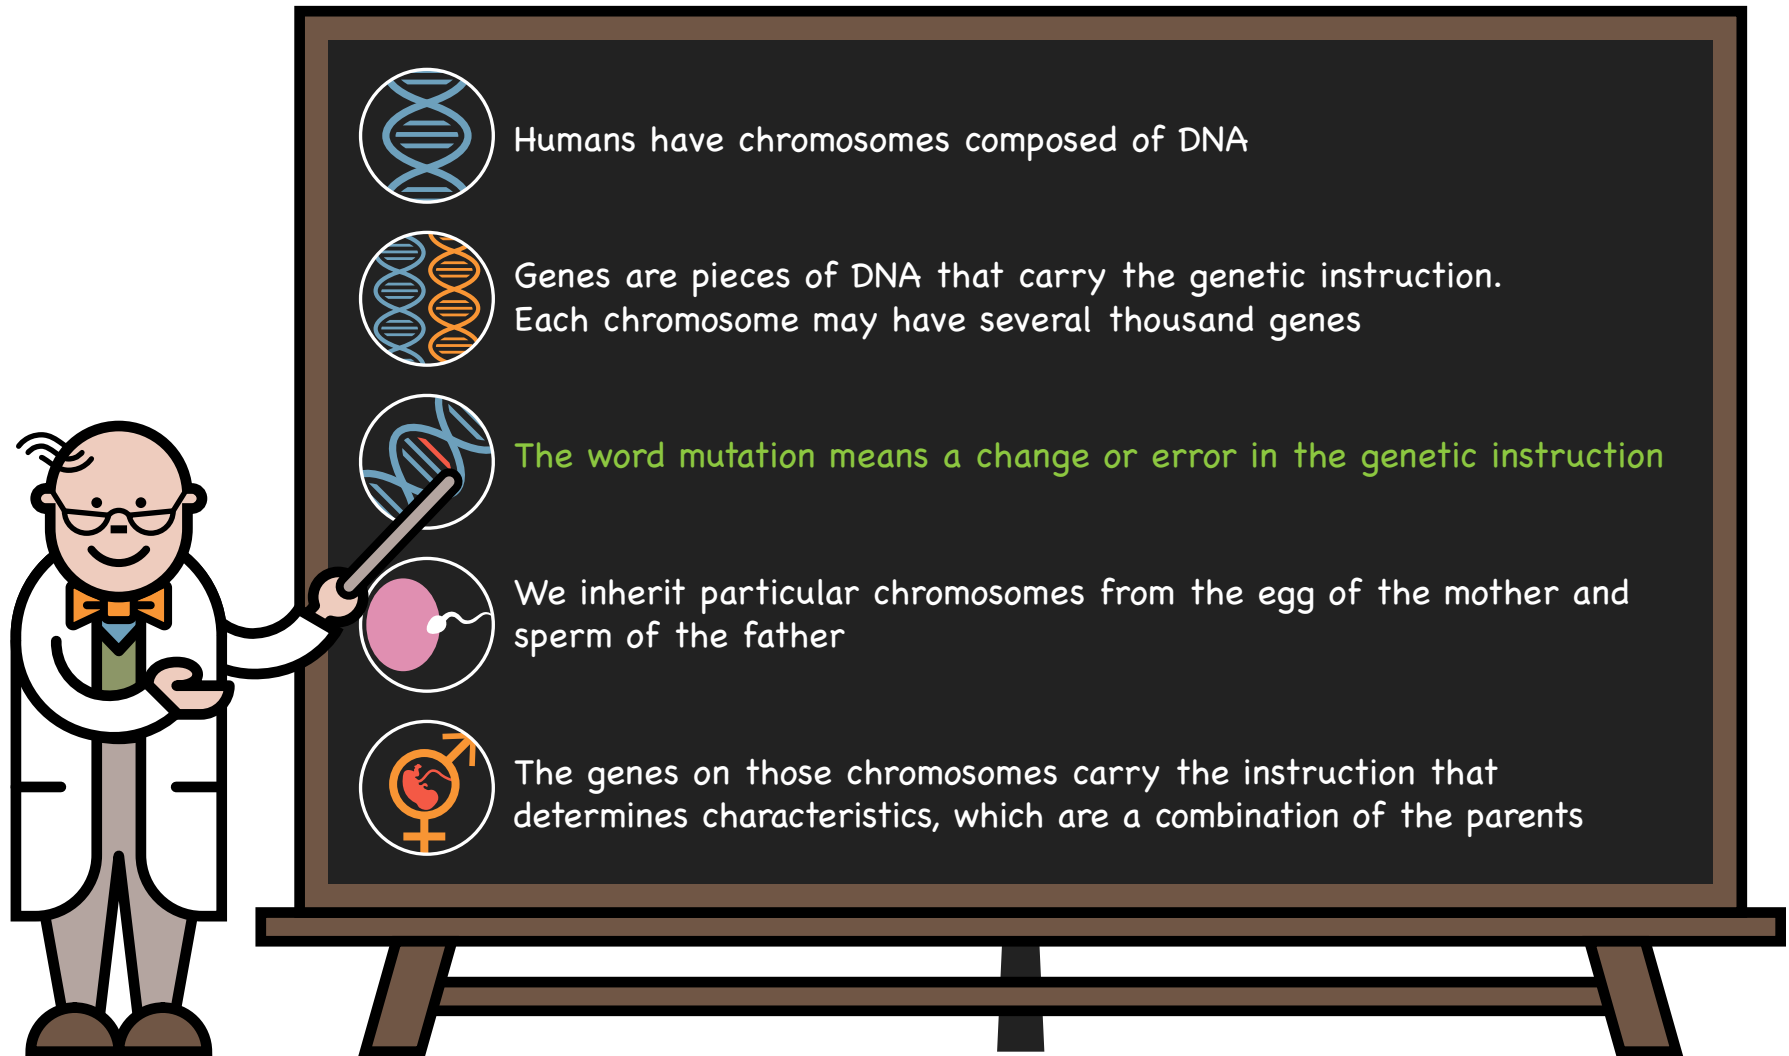 Humans have chromosomes composed of DNA
Genes are pieces of DNA that carry the genetic instruction.
Each chromosome may have several thousand genes
The word mutation means a change or error in the genetic instruction
We inherit particular chromosomes from the egg of the mother and
sperm of the father
The genes on those chromosomes carry the instruction that
determines characteristics, which are a combination of the parents